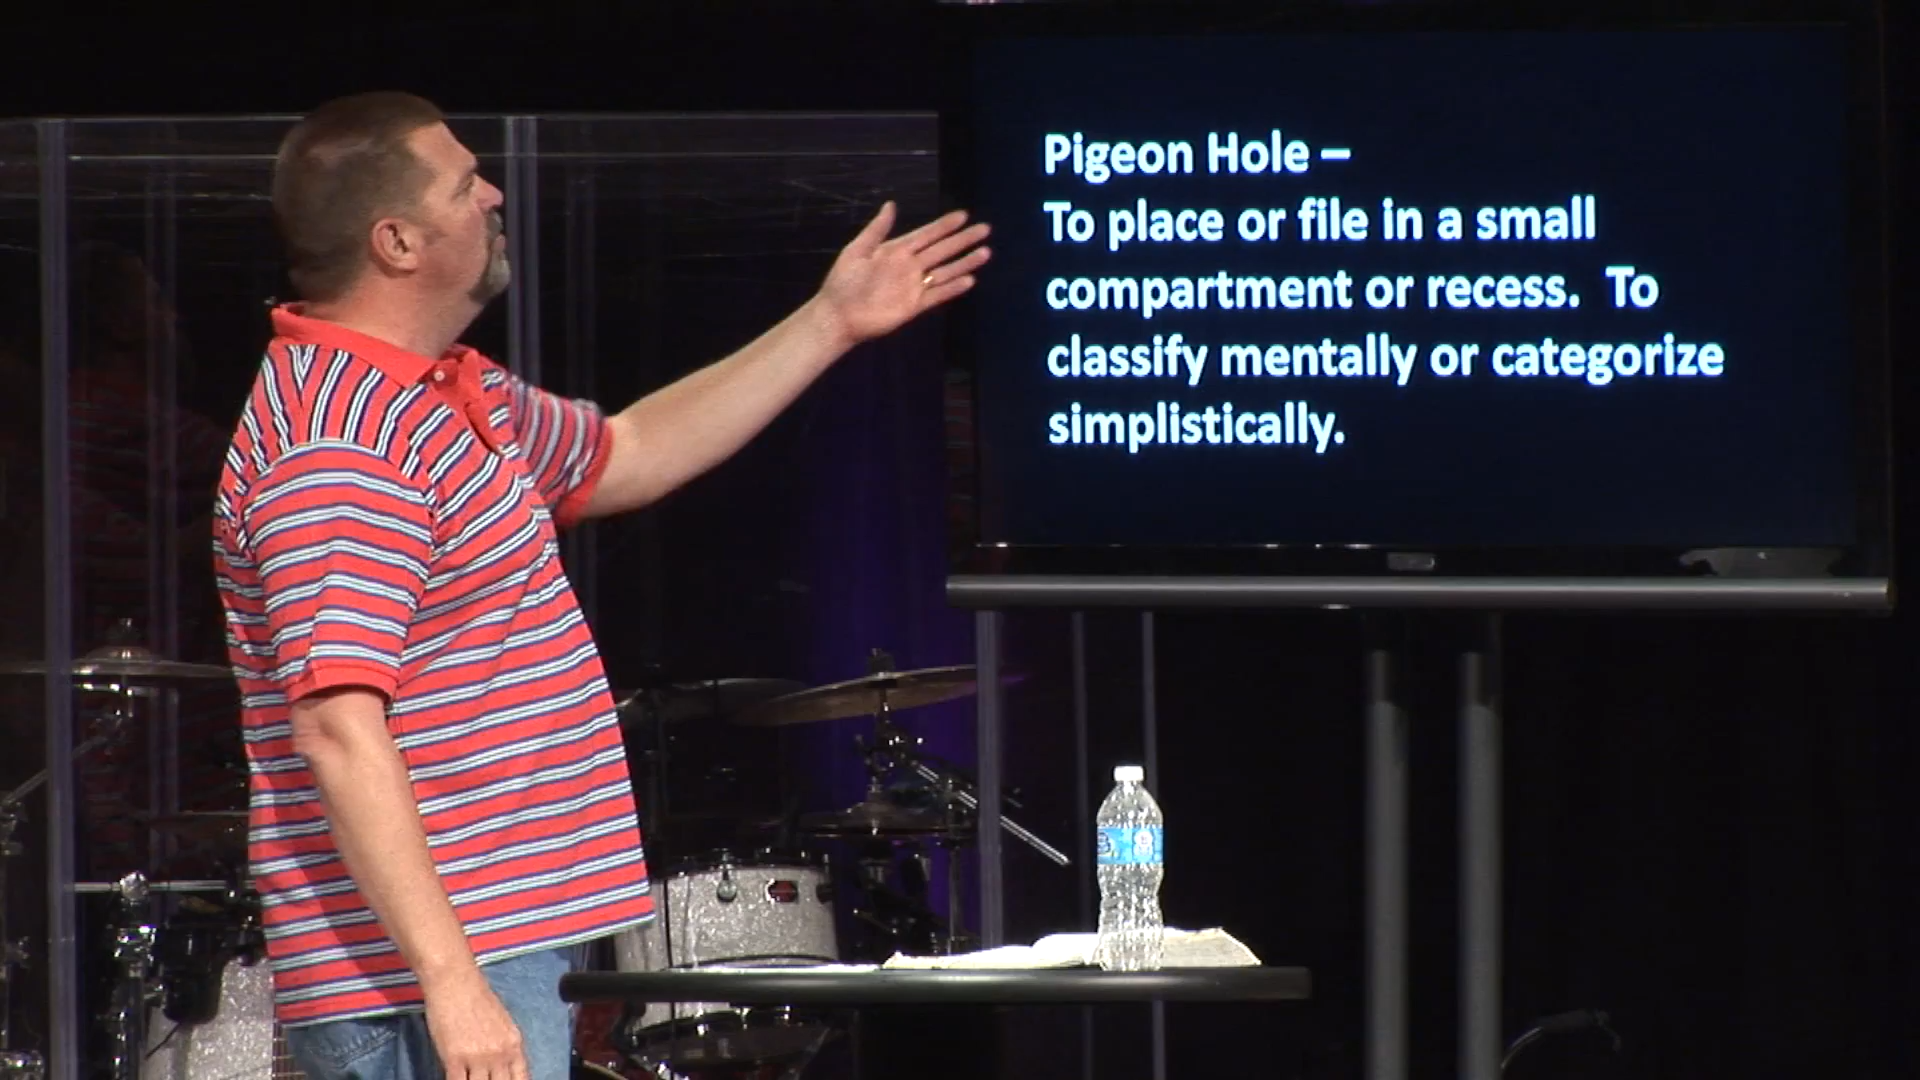 Pigeon Hole –
To place or file in a small
compartment or recess.  To
classify mentally or categorize
simplistically.